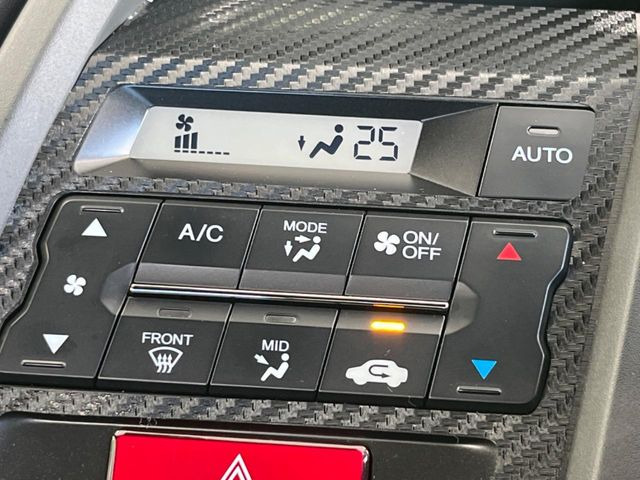 25
AUTO
A/C
MODE
ON/
OFF
FRONT
MID